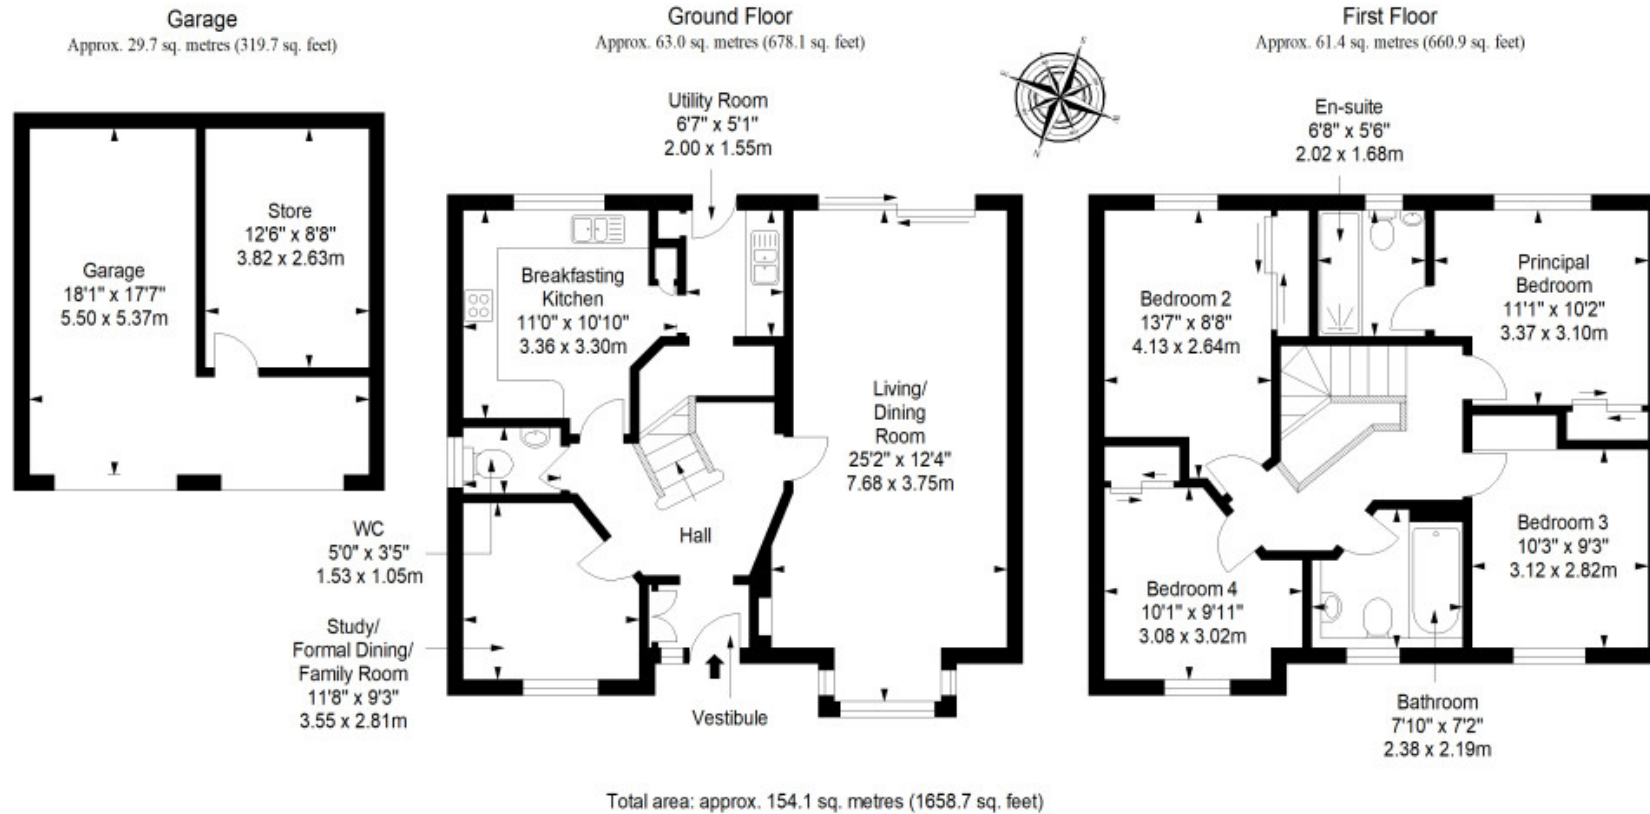 Garage
Approx. 29.7 sq. metres (319.7 sq. feet)
Ground Floor
Approx. 63.0 sq. metres (678.1 sq. feet)
First Floor
Approx. 61.4 sq. metres (660.9 sq. feet)
S
N
Utility Room
6'7" x 5'1"
2.00 x 1.55m
En-suite
6'8" x 5'6"
2.02 x 1.68m
Store
12'6" x 8'8"
3.82 x 2.63m
Garage
18'1" x 17'7"
5.50 x 5.37m
Breakfasting
Kitchen
11'0" x 10'10"
3.36 x 3.30m
Living/
Dining
Room
25'2" x 12'4"
7.68 x 3.75m
Bedroom 2
13'7" x 8'8"
4.13 x 2.64m
Principal
Bedroom
11'1" x 10'2"
3.37 x 3.10m
WC
5'0" x 3'5"
1.53 x 1.05m
Hall
Bedroom 3
10'3" x 9'3"
3.12 x 2.82m
Bedroom 4
10'1" x 9'11"
3.08 x 3.02m
Study/
Formal Dining/
Family Room
11'8" x 9'3"
3.55 x 2.81m
Vestibule
Bathroom
7'10" x 7'2"
2.38 x 2.19m
Total area: approx. 154.1 sq. metres (1658.7 sq. feet)